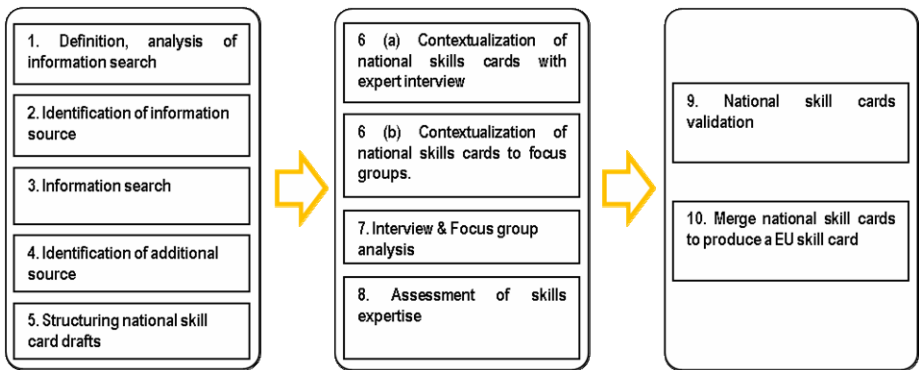 1. Definition, analysis of
information search
2. Identification of information
source
3. Information search
4. Identification of additional
source
5. Structuring national skill
card drafts
6 (a) Contextualization of
national skills cards with
expert interview
6 (b) Contextualization of
national skills cards to focus
groups.
7. Interview & Focus group
analysis
8. Assessment of skills
expertise
9. National skill cards
validation
10. Merge national skill cards
to produce a EU skill card